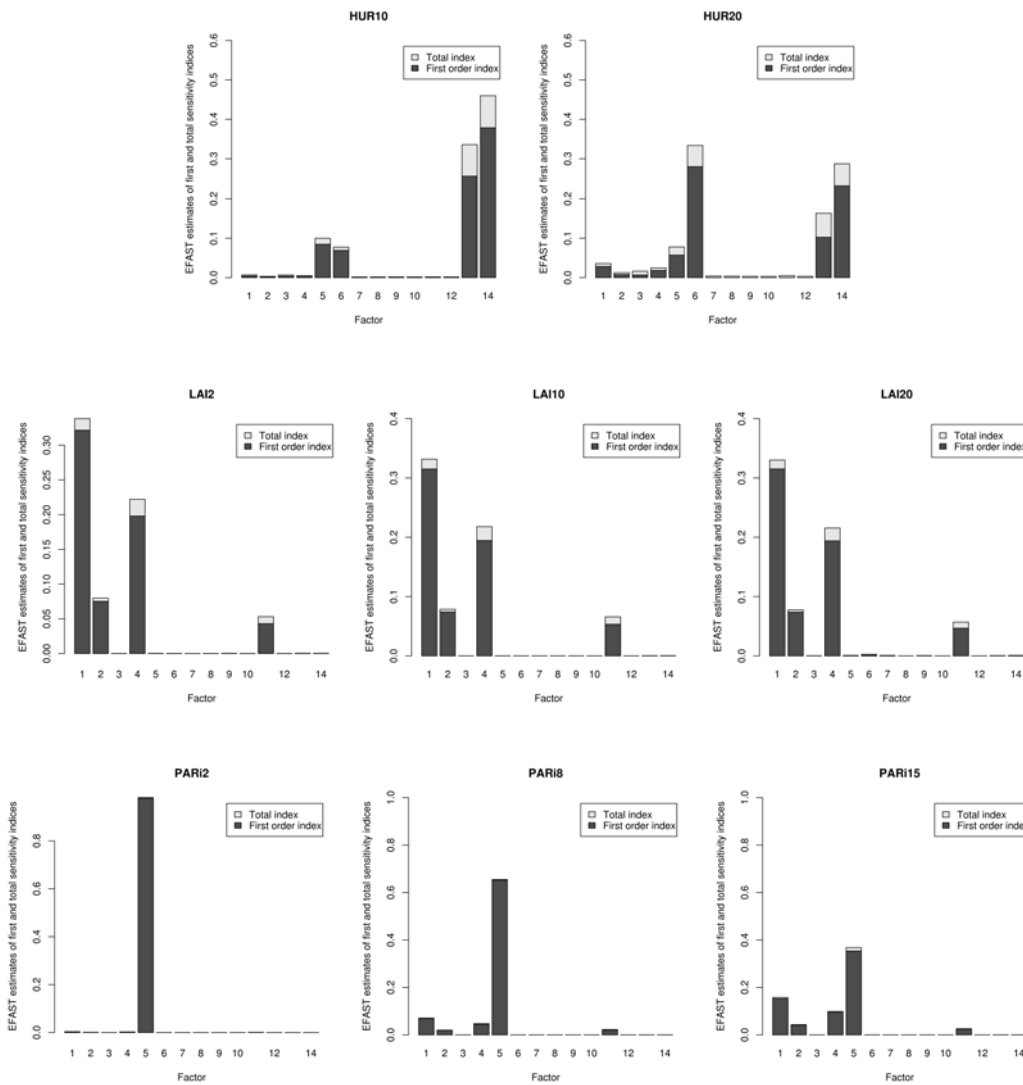 HUR10
EFAST estimates of first and total sensitivity indices
0.0 0.1 0.2 0.3 0.4 0.5 0.6
Total index
First order index
1 2 3 4 5 6 7 8 9 10 12 14
Factor
HUR20
EFAST estimates of first and total sensitivity indices
0.0 0.1 0.2 0.3 0.4 0.5 0.6
Total index
First order index
1 2 3 4 5 6 7 8 9 10 12 14
Factor
LAI2
EFAST estimates of first and total sensitivity indices
0.00 0.05 0.10 0.15 0.20 0.25 0.30
Total index
First order index
1 2 3 4 5 6 7 8 9 10 12 14
Factor
LAI10
EFAST estimates of first and total sensitivity indices
0.0 0.1 0.2 0.3 0.4
Total index
First order index
1 2 3 4 5 6 7 8 9 10 12 14
Factor
LAI20
EFAST estimates of first and total sensitivity indices
0.0 0.1 0.2 0.3 0.4
Total index
First order index
1 2 3 4 5 6 7 8 9 10 12 14
Factor
PARi2
EFAST estimates of first and total sensitivity indices
0.0 0.2 0.4 0.6 0.8
Total index
First order index
1 2 3 4 5 6 7 8 9 10 12 14
Factor
PARi8
EFAST estimates of first and total sensitivity indices
0.0 0.2 0.4 0.6 0.8 1.0
Total index
First order index
1 2 3 4 5 6 7 8 9 10 12 14
Factor
PARi15
EFAST estimates of first and total sensitivity indices
0.0 0.2 0.4 0.6 0.8 1.0
Total index
First order index
1 2 3 4 5 6 7 8 9 10 12 14
Factor